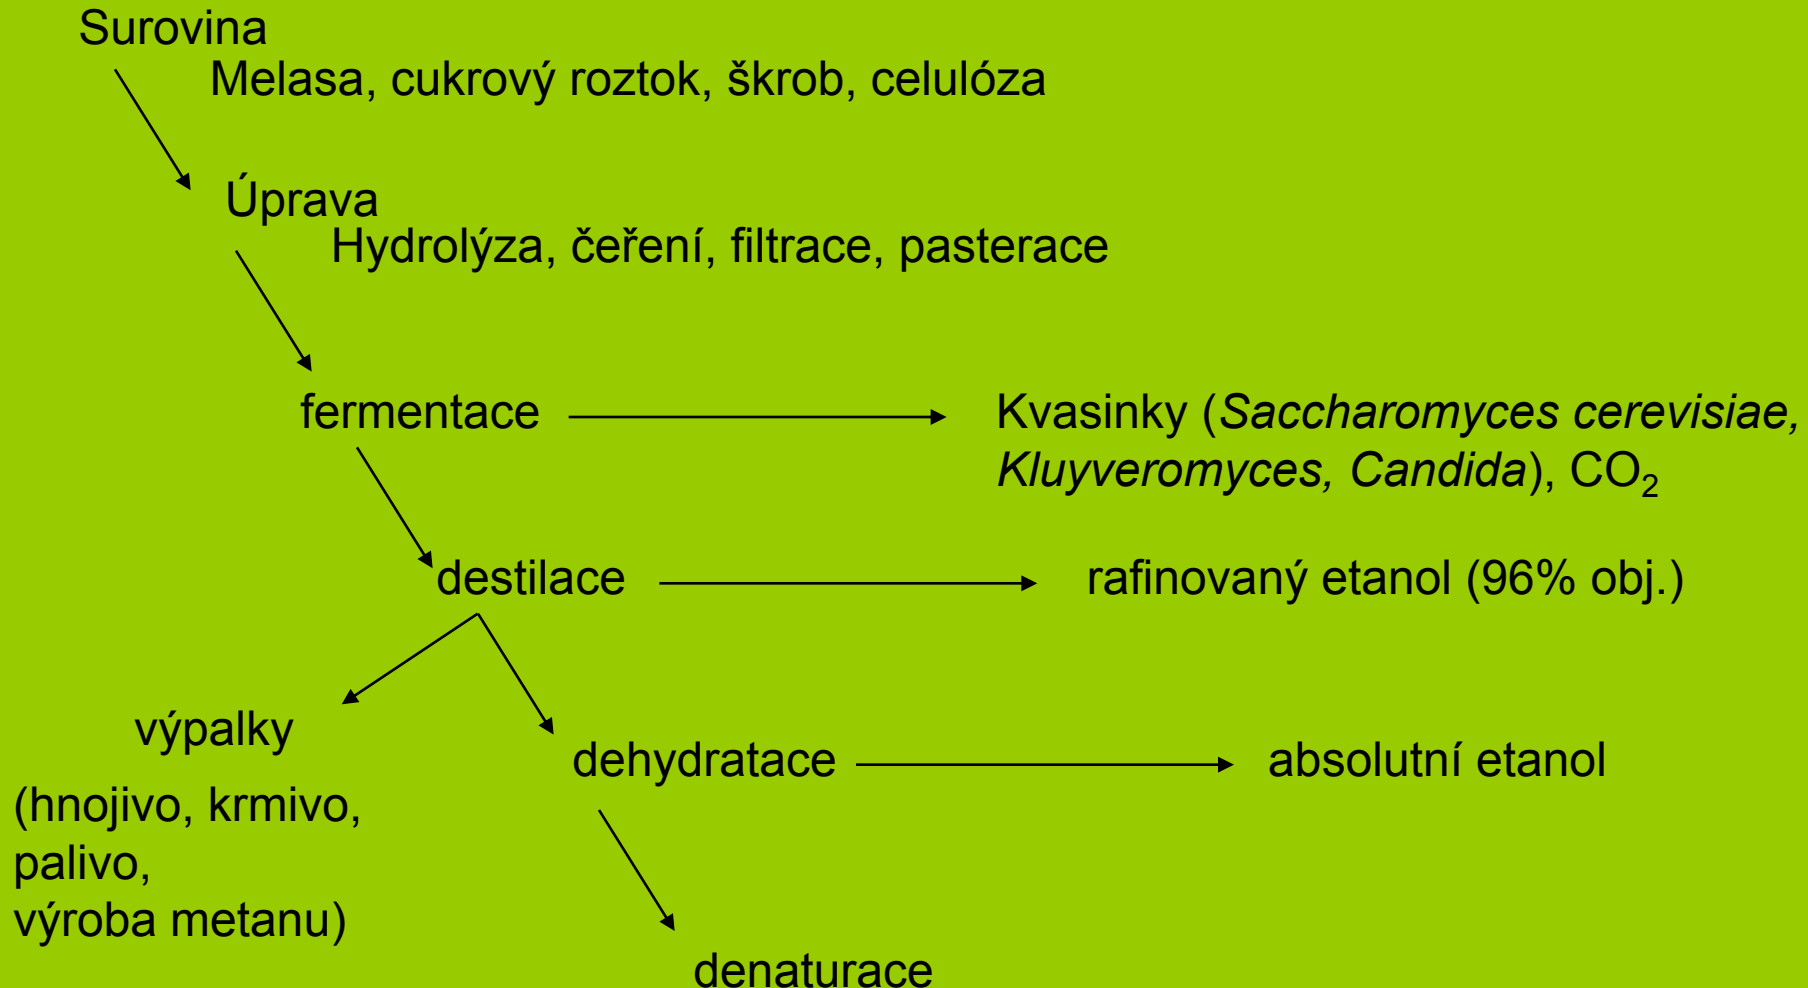 Surovina
Melasa, cukrový roztok, škrob, celulóza
Úprava
Hydrolýza, čeření, filtrace, pasterace
fermentace
Kvasinky (Saccharomyces cerevisiae,
Kluyveromyces, Candida), CO₂
destilace
rafinovaný etanol (96% obj.)
výpalky
(hnojivo, krmivo,
palivo,
výroba metanu)
dehydratace
absolutní etanol
denaturace